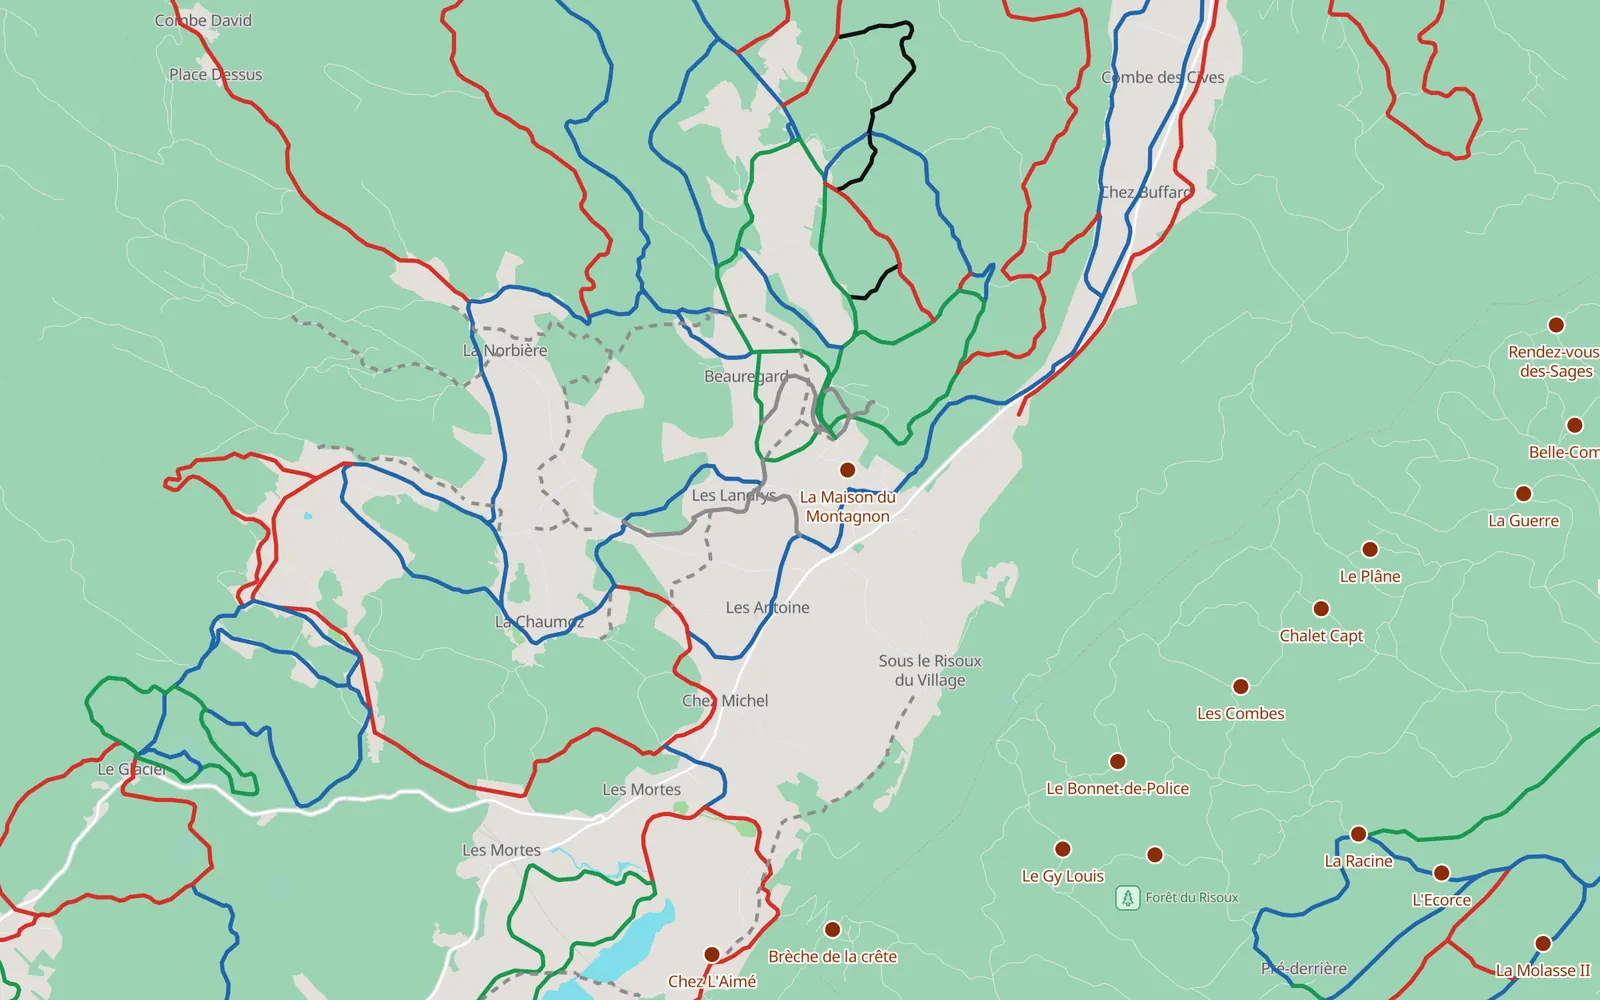 Combe David
Place Dessus
Combe des Cives
Chez Buffard
La Norbière
Beauregard
Rendez-vous
des-Sages
Belle-Com
Les Landrys
La Maison du
Montagnon
La Guerre
Le Plâne
Les Antoine
La Chaumoz
Chalet Capt
Sous le Risoux
du Village
Chez Michel
Les Combes
Le Glacier
Les Mortes
Le Bonnet-de-Police
Les Mortes
La Racine
Le Gy Louis
Forêt du Risoux
L'Ecorce
Brèche de la crête
Pré-derrière
La Molasse II
Chez L'Aimé